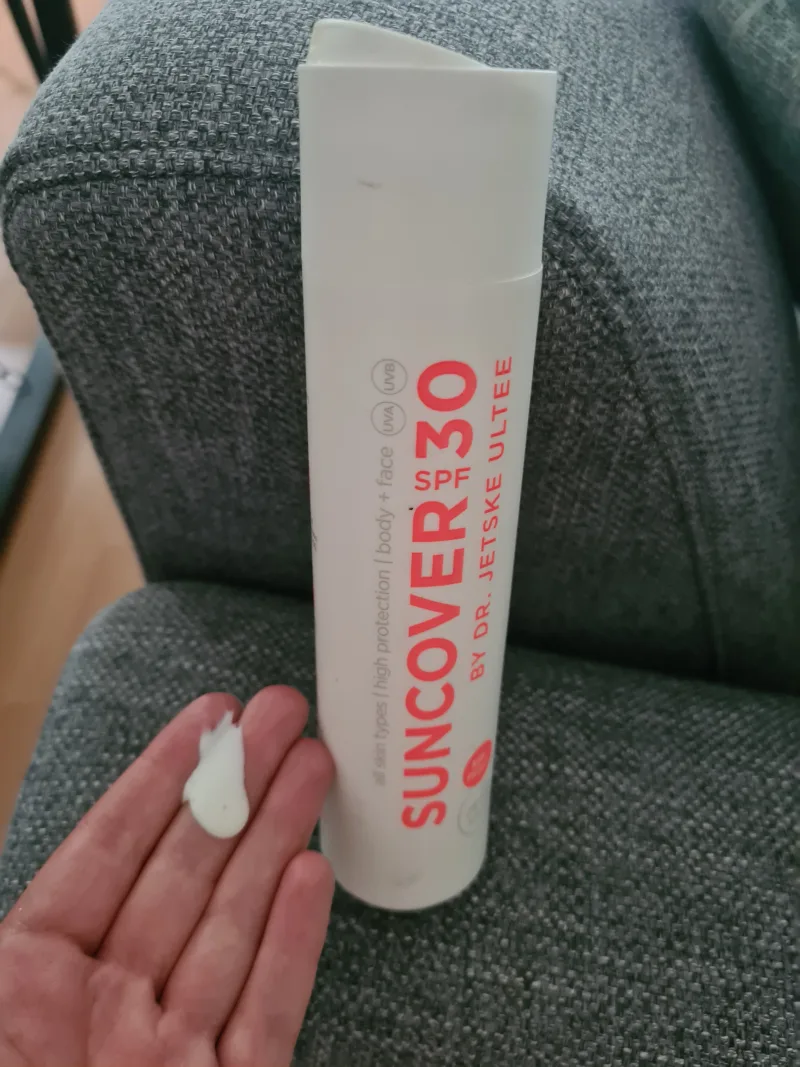 all skin types | high protection | body + face UVA UVB
SUNCOVER SPF 30
BY DR. JETSKE ULTEE